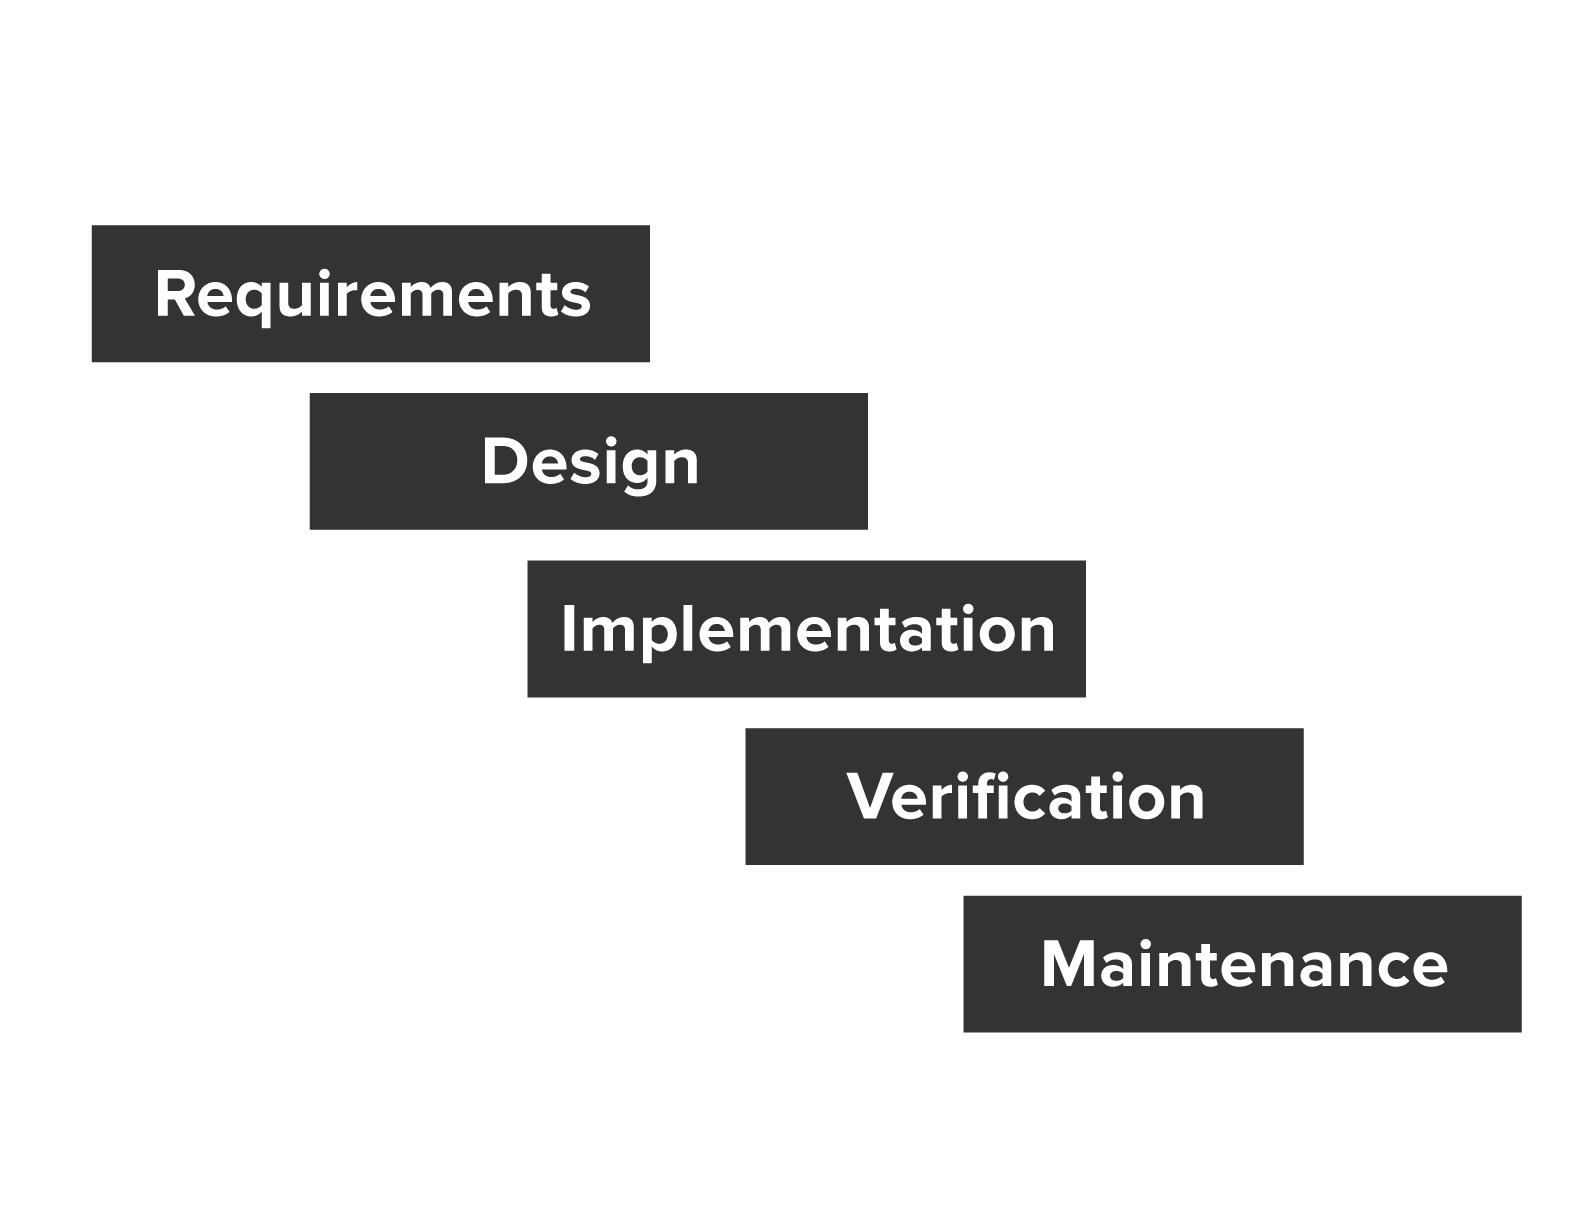 Requirements
Design
Implementation
Verification
Maintenance